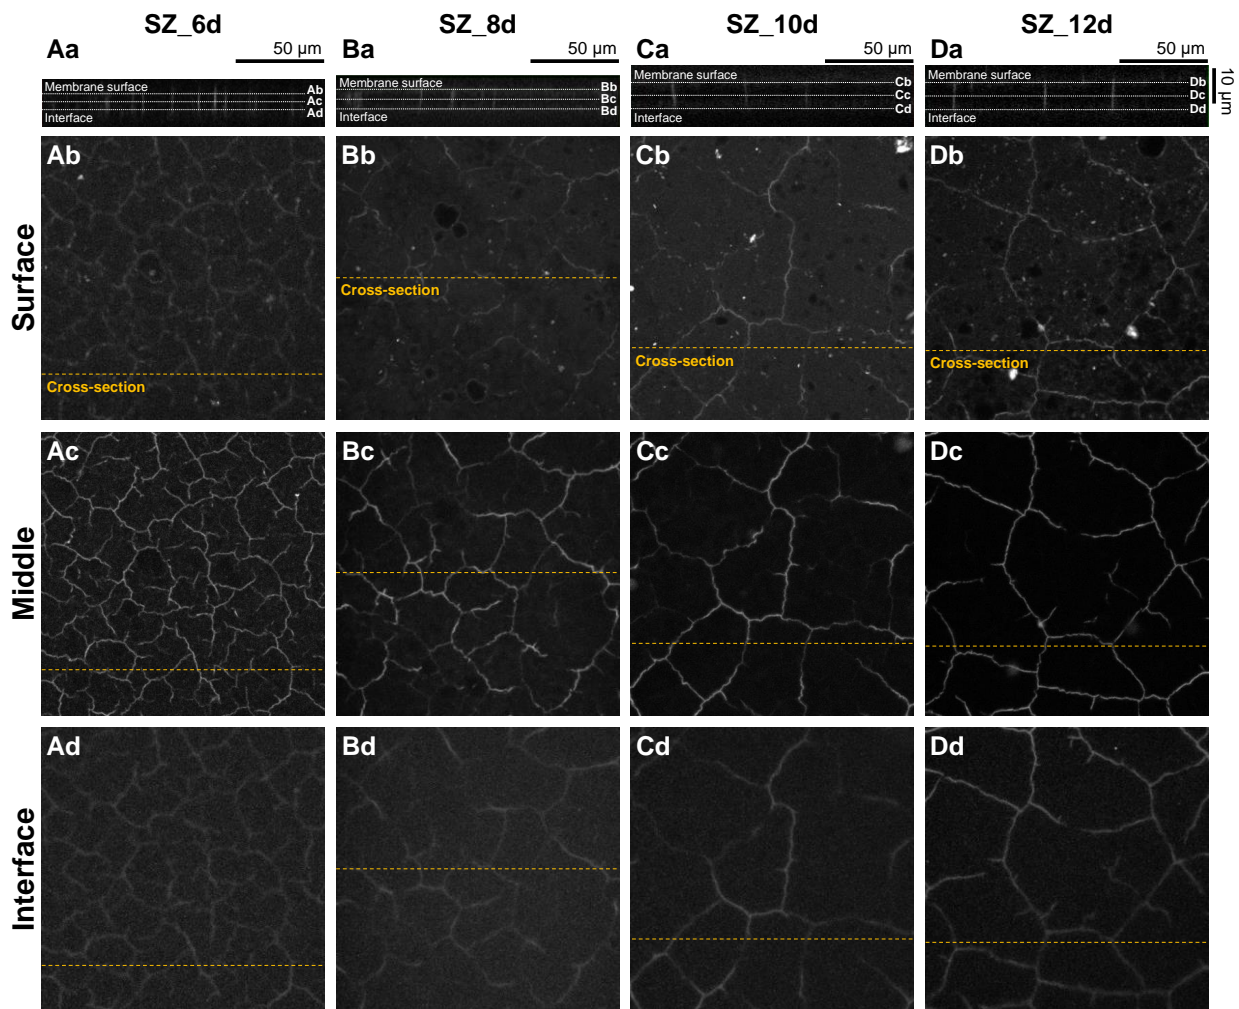 SZ_6d
SZ_8d
SZ_10d
SZ_12d
Aa
50 µm
Ba
50 µm
Ca
50 µm
Da
50 µm
Membrane surface
Ab
Ac
Ad
Interface
Membrane surface
Bb
Bc
Bd
Interface
Membrane surface
Cb
Cc
Cd
Interface
Membrane surface
Db
Dc
Dd
Interface
10 µm
Surface
Ab
Cross-section
Bb
Cross-section
Cb
Cross-section
Db
Cross-section
Middle
Ac
Bc
Cc
Dc
Interface
Ad
Bd
Cd
Dd